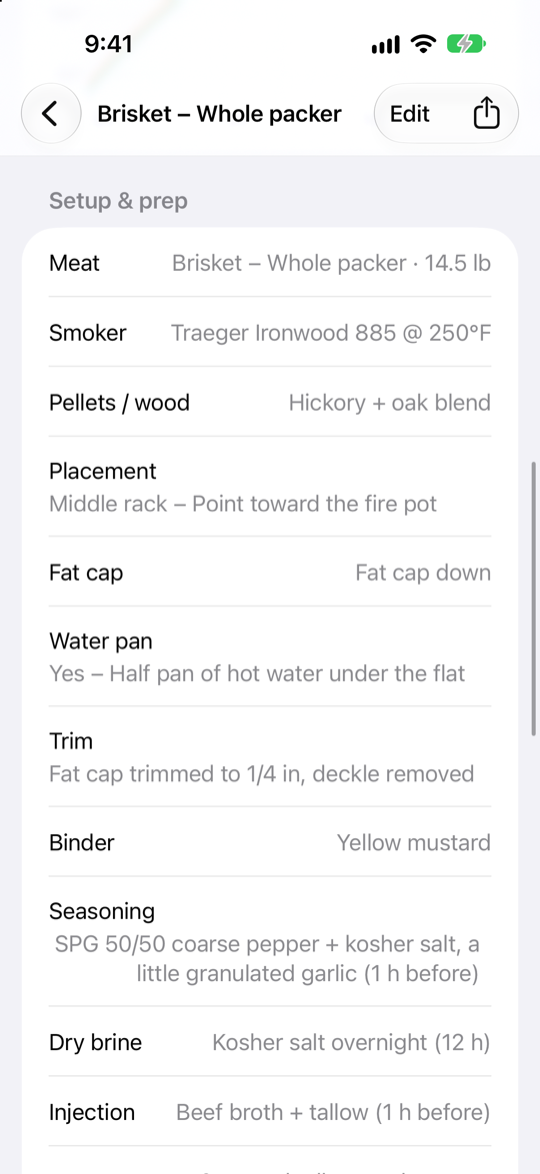 9:41
Brisket – Whole packer
Edit
Setup & prep
Meat Brisket – Whole packer · 14.5 lb
Smoker Traeger Ironwood 885 @ 250°F
Pellets / wood Hickory + oak blend
Placement
Middle rack – Point toward the fire pot
Fat cap Fat cap down
Water pan
Yes – Half pan of hot water under the flat
Trim
Fat cap trimmed to 1/4 in, deckle removed
Binder Yellow mustard
Seasoning
SPG 50/50 coarse pepper + kosher salt, a
little granulated garlic (1 h before)
Dry brine Kosher salt overnight (12 h)
Injection Beef broth + tallow (1 h before)